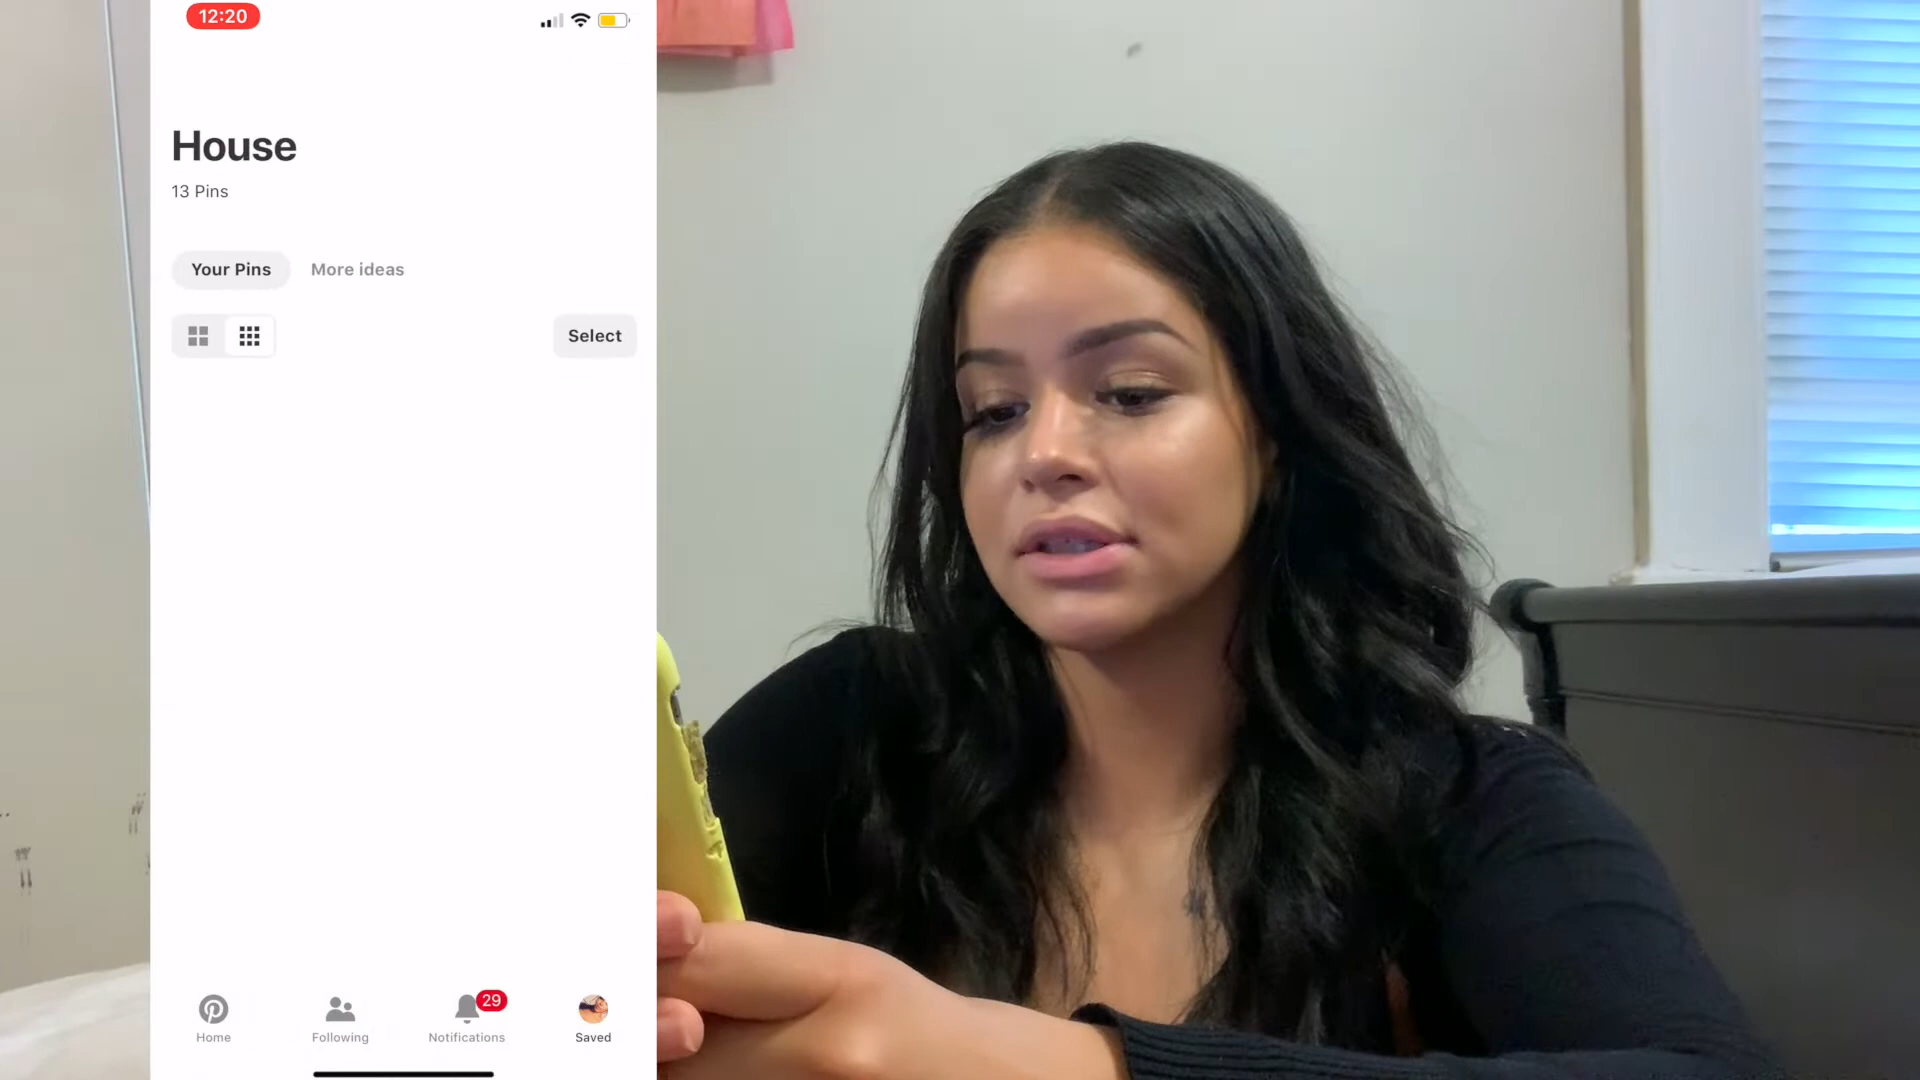 12:20
House
13 Pins
Your Pins
More ideas
Select
29
Home
Following
Notifications
Saved